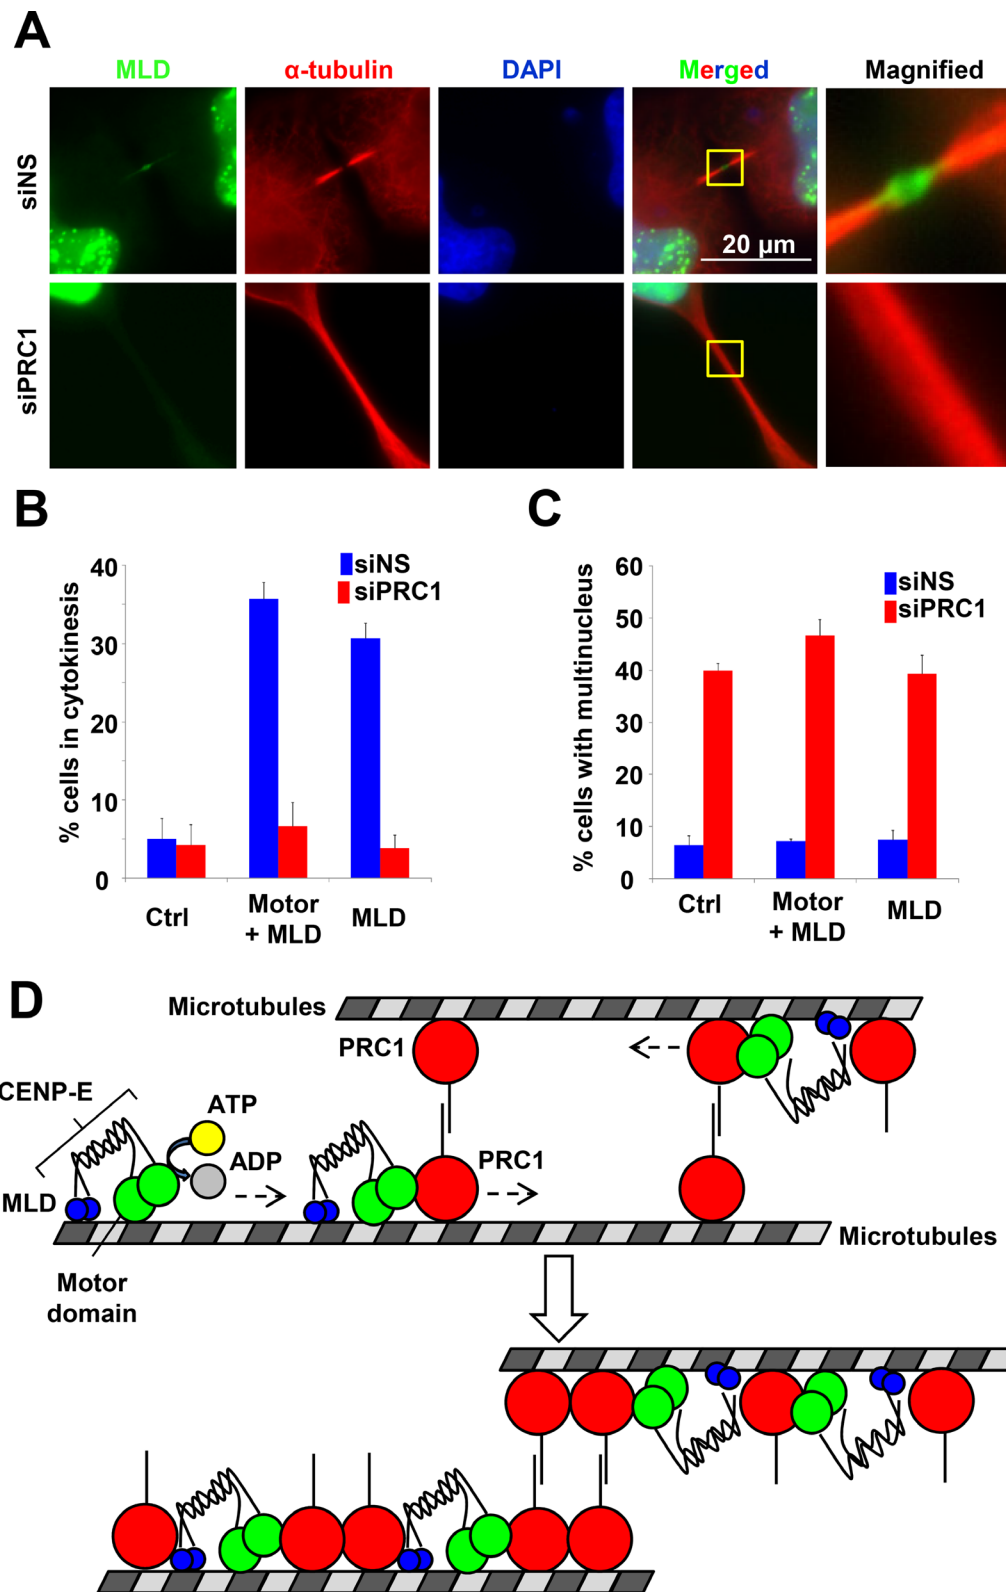 A
MLD
α-tubulin
DAPI
Merged
Magnified
siNS
20 µm
siPRC1
B
% cells in cytokinesis
40
30
20
10
0
siNS
siPRC1
Ctrl
Motor
+ MLD
MLD
C
% cells with multinucleus
60
50
40
30
20
10
0
siNS
siPRC1
Ctrl
Motor
+ MLD
MLD
D
Microtubules
PRC1
CENP-E
ATP
ADP
PRC1
MLD
Microtubules
Motor
domain